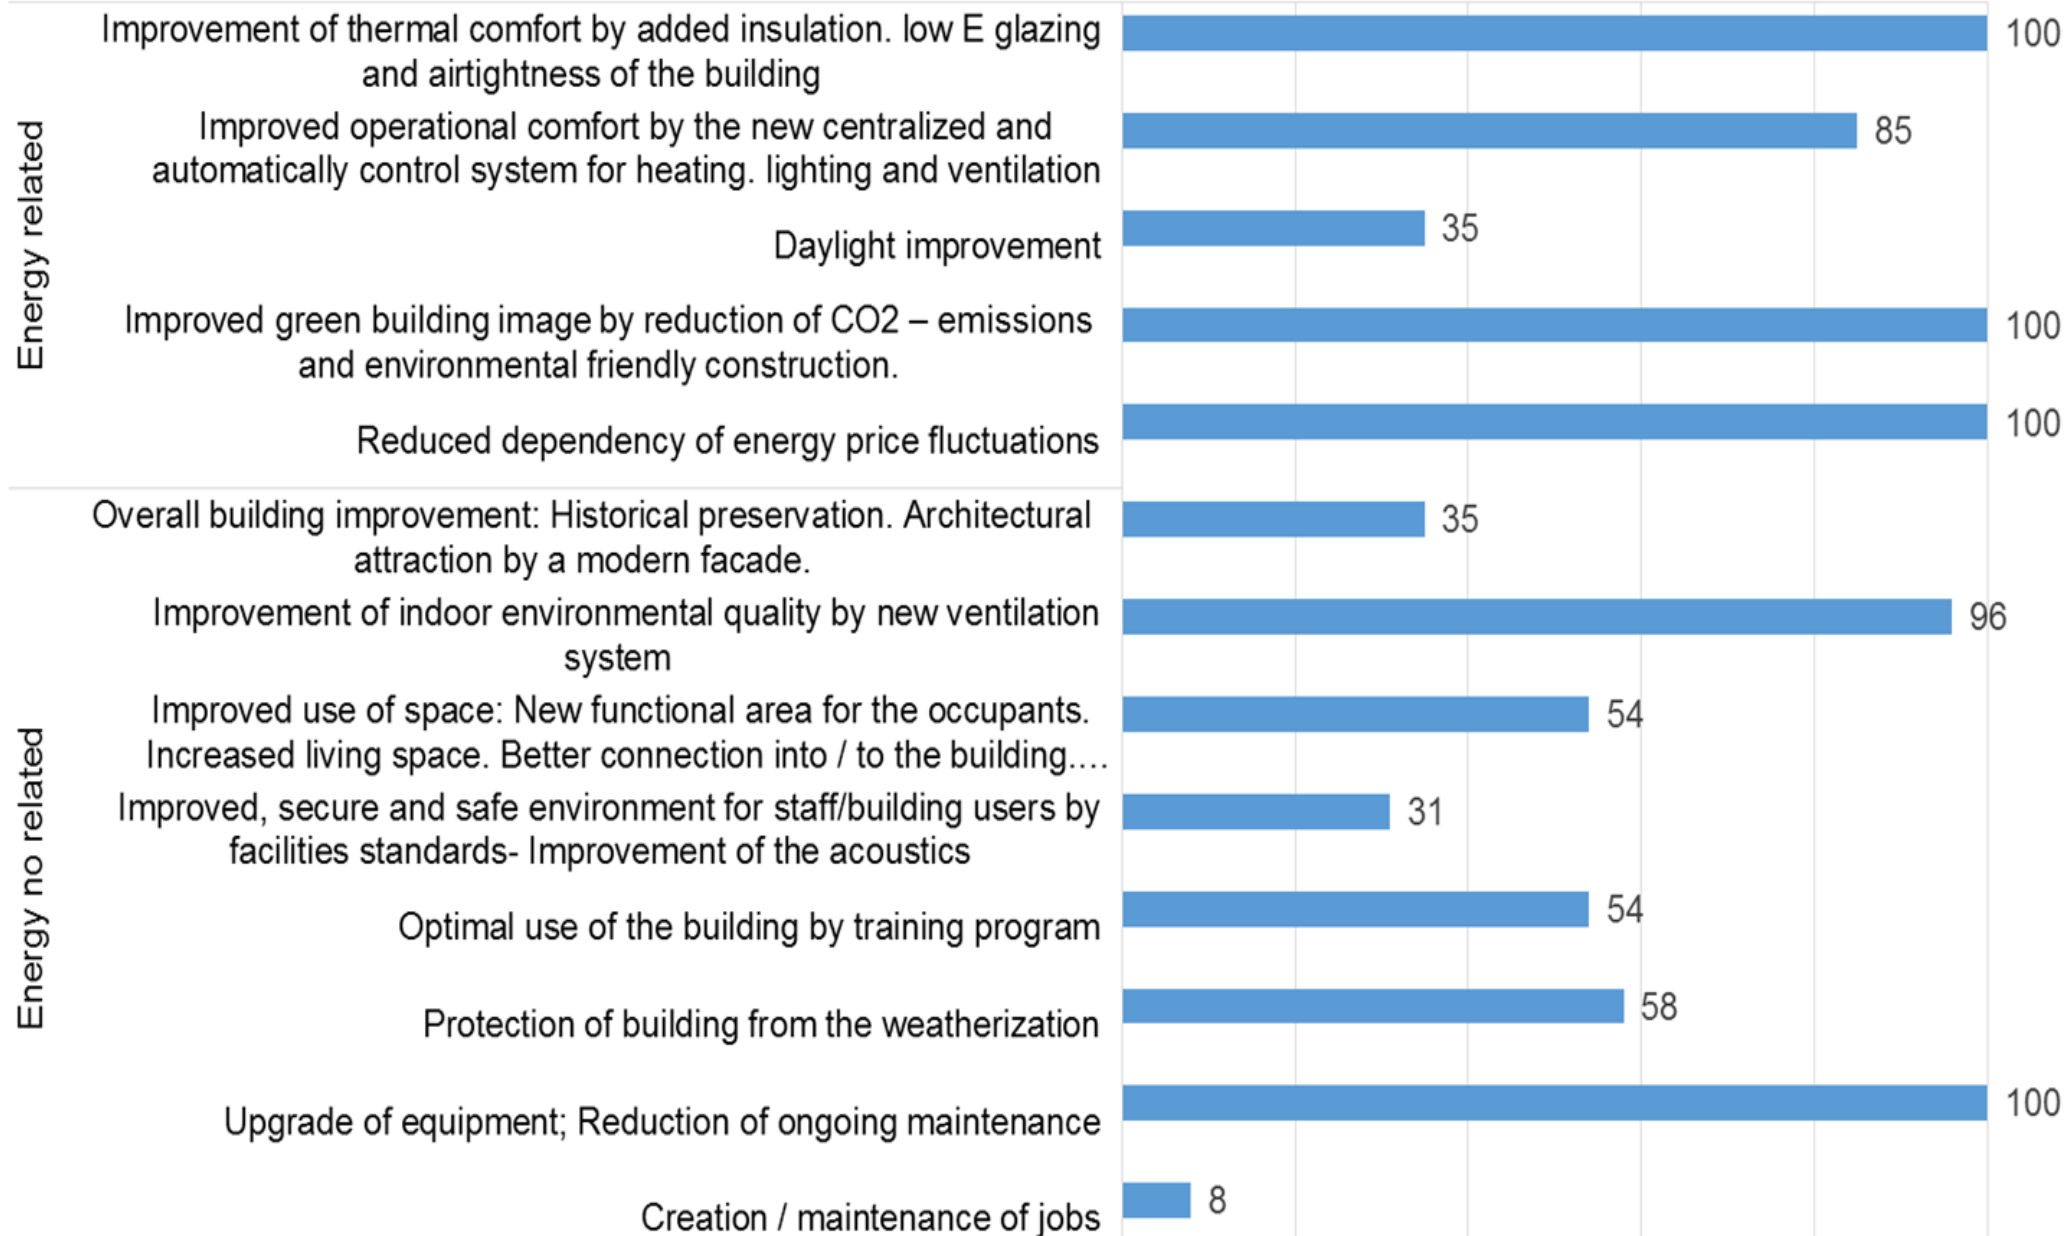 Energy related
Improvement of thermal comfort by added insulation. low E glazing
and airtightness of the building
100
Improved operational comfort by the new centralized and
automatically control system for heating. lighting and ventilation
85
Daylight improvement
35
Improved green building image by reduction of CO2 – emissions
and environmental friendly construction.
100
Reduced dependency of energy price fluctuations
100
Energy no related
Overall building improvement: Historical preservation. Architectural
attraction by a modern facade.
35
Improvement of indoor environmental quality by new ventilation
system
96
Improved use of space: New functional area for the occupants.
Increased living space. Better connection into / to the building....
54
Improved, secure and safe environment for staff/building users by
facilities standards- Improvement of the acoustics
31
Optimal use of the building by training program
54
Protection of building from the weatherization
58
Upgrade of equipment; Reduction of ongoing maintenance
100
Creation / maintenance of jobs
8